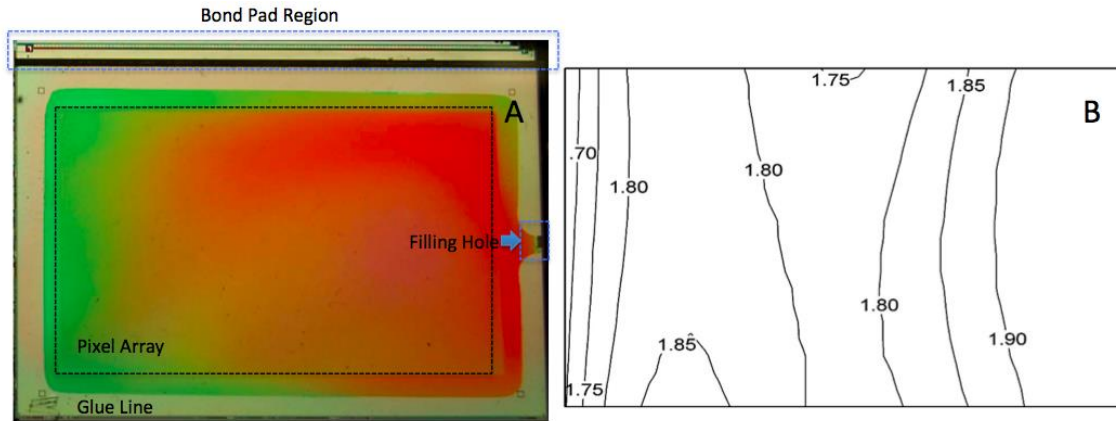 Bond Pad Region
A
Filling Hole
Pixel Array
Glue Line
B
1.75
1.85
.70
1.80
1.80
1.80
1.85
1.90
1.75